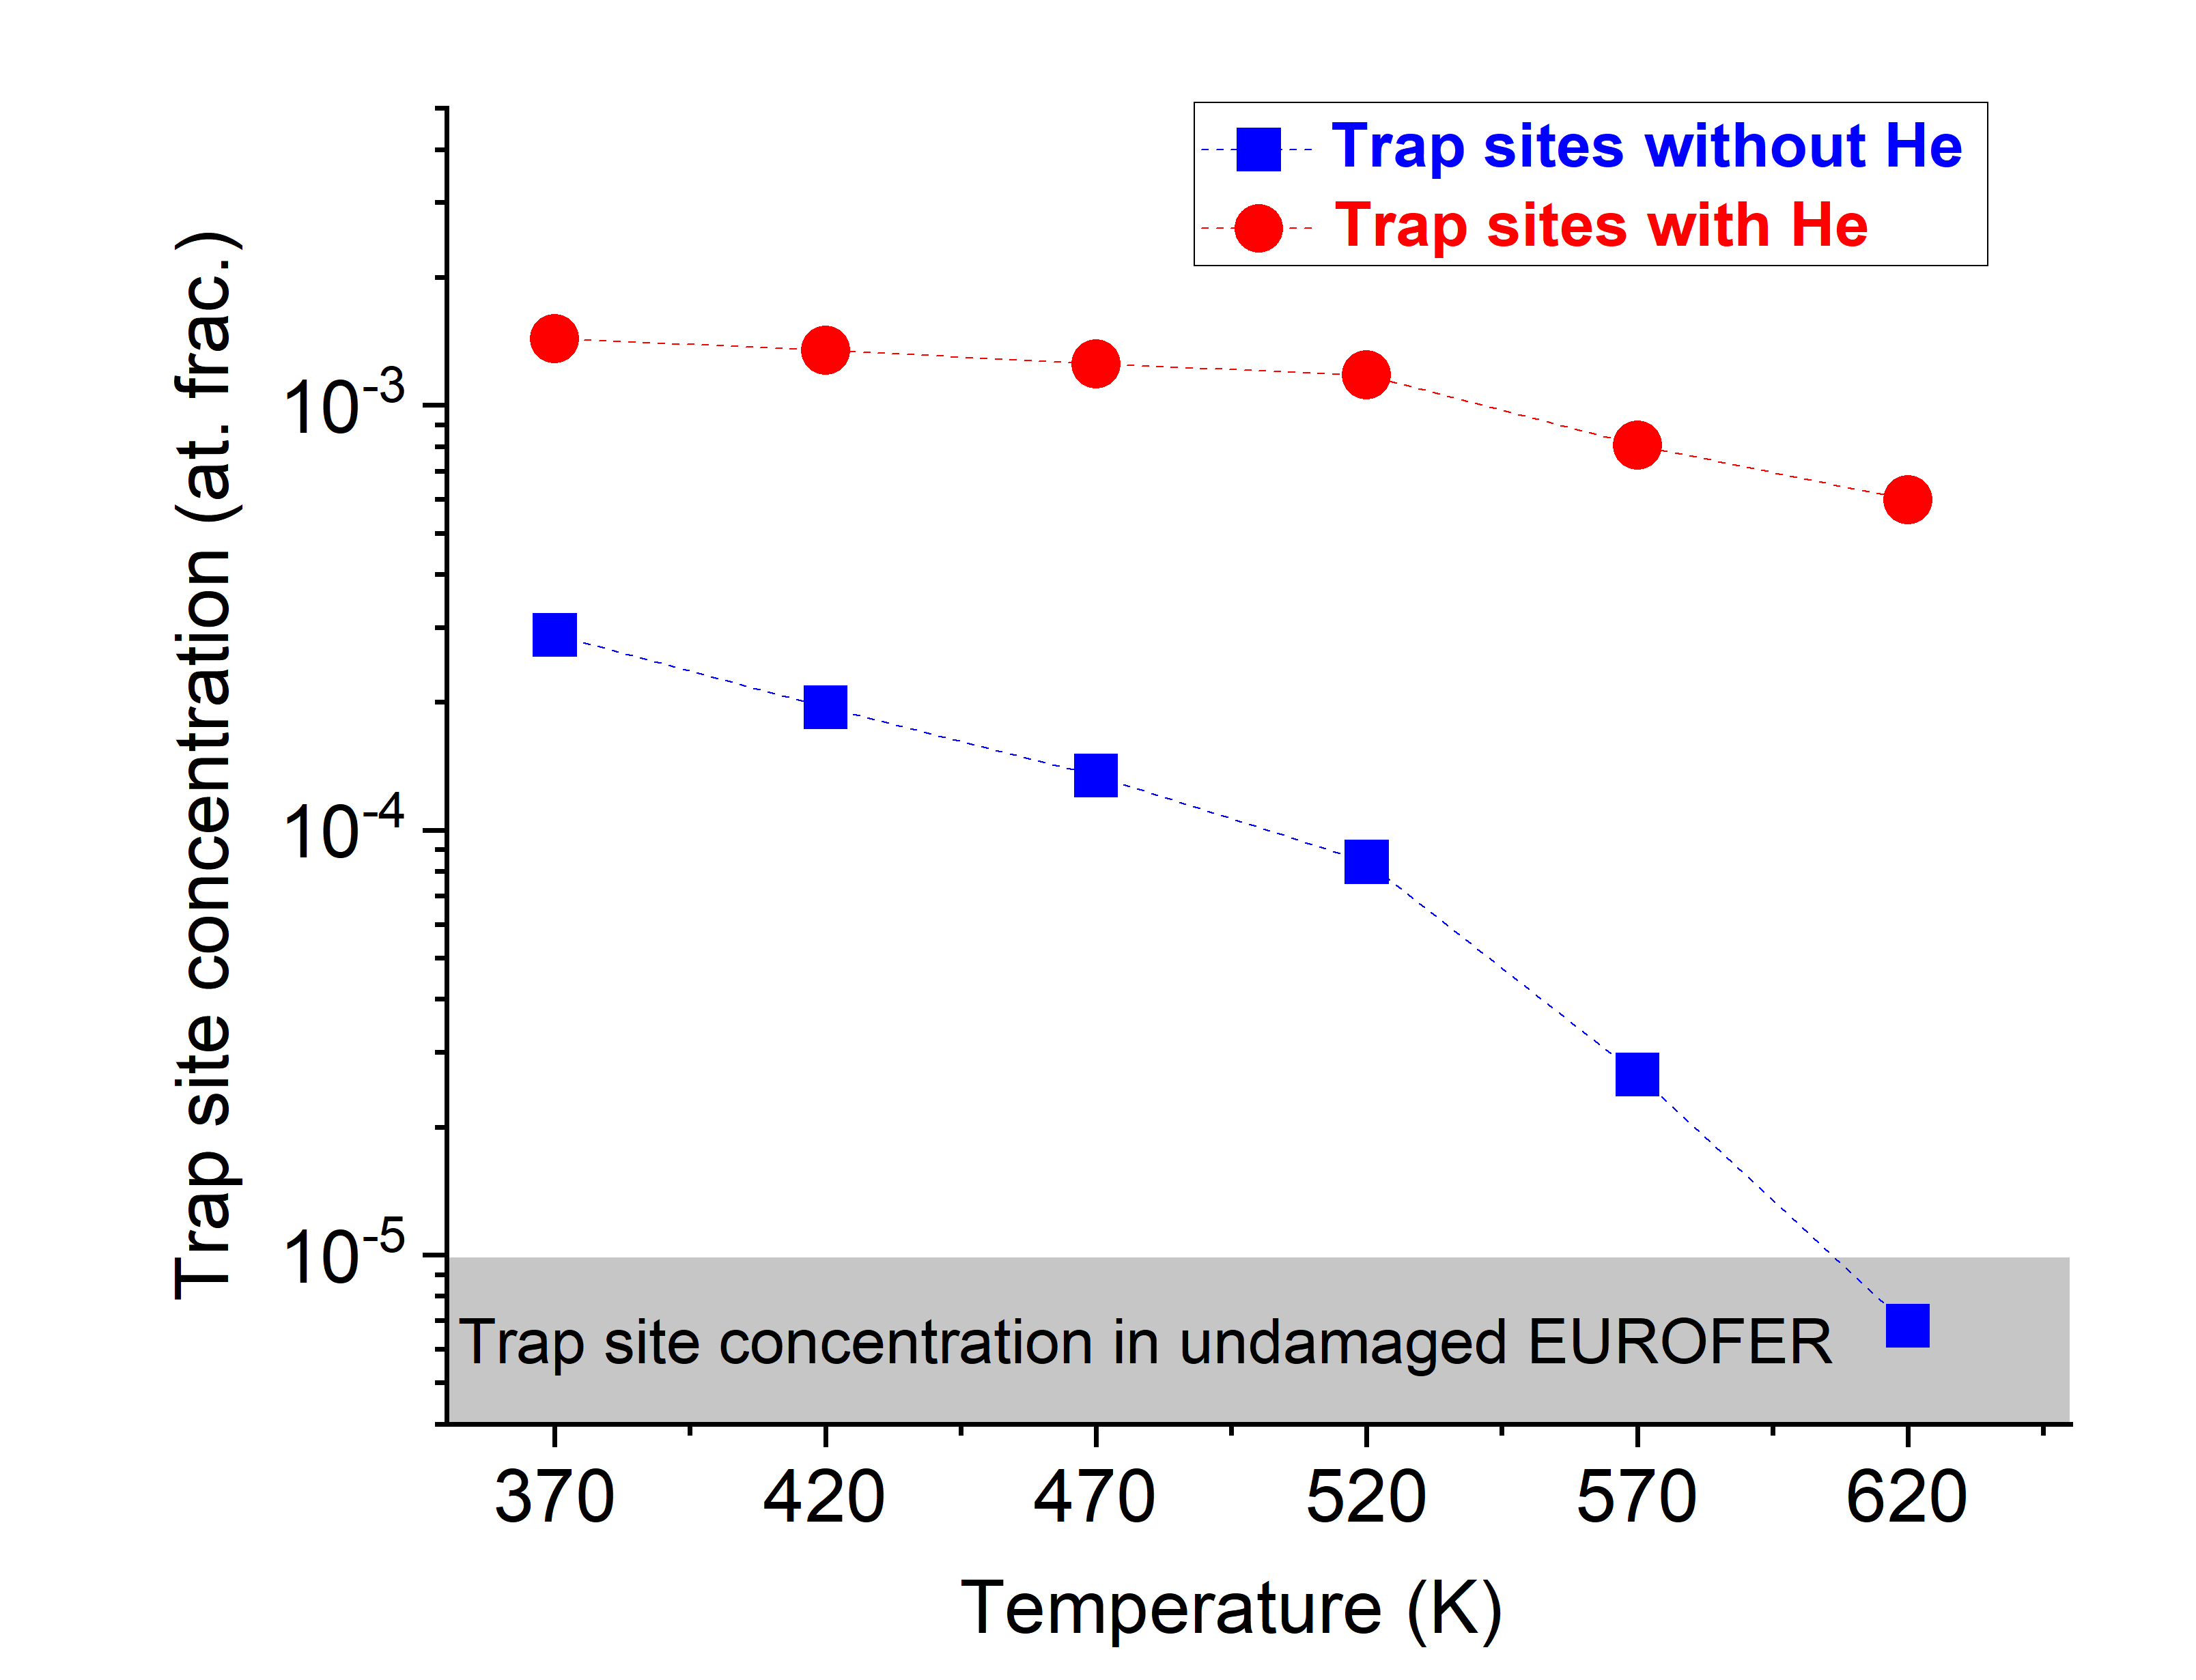 Trap sites without He
Trap sites with He
Trap site concentration (at. frac.)
10⁻³
10⁻⁴
10⁻⁵
Trap site concentration in undamaged EUROFER
370 420 470 520 570 620
Temperature (K)